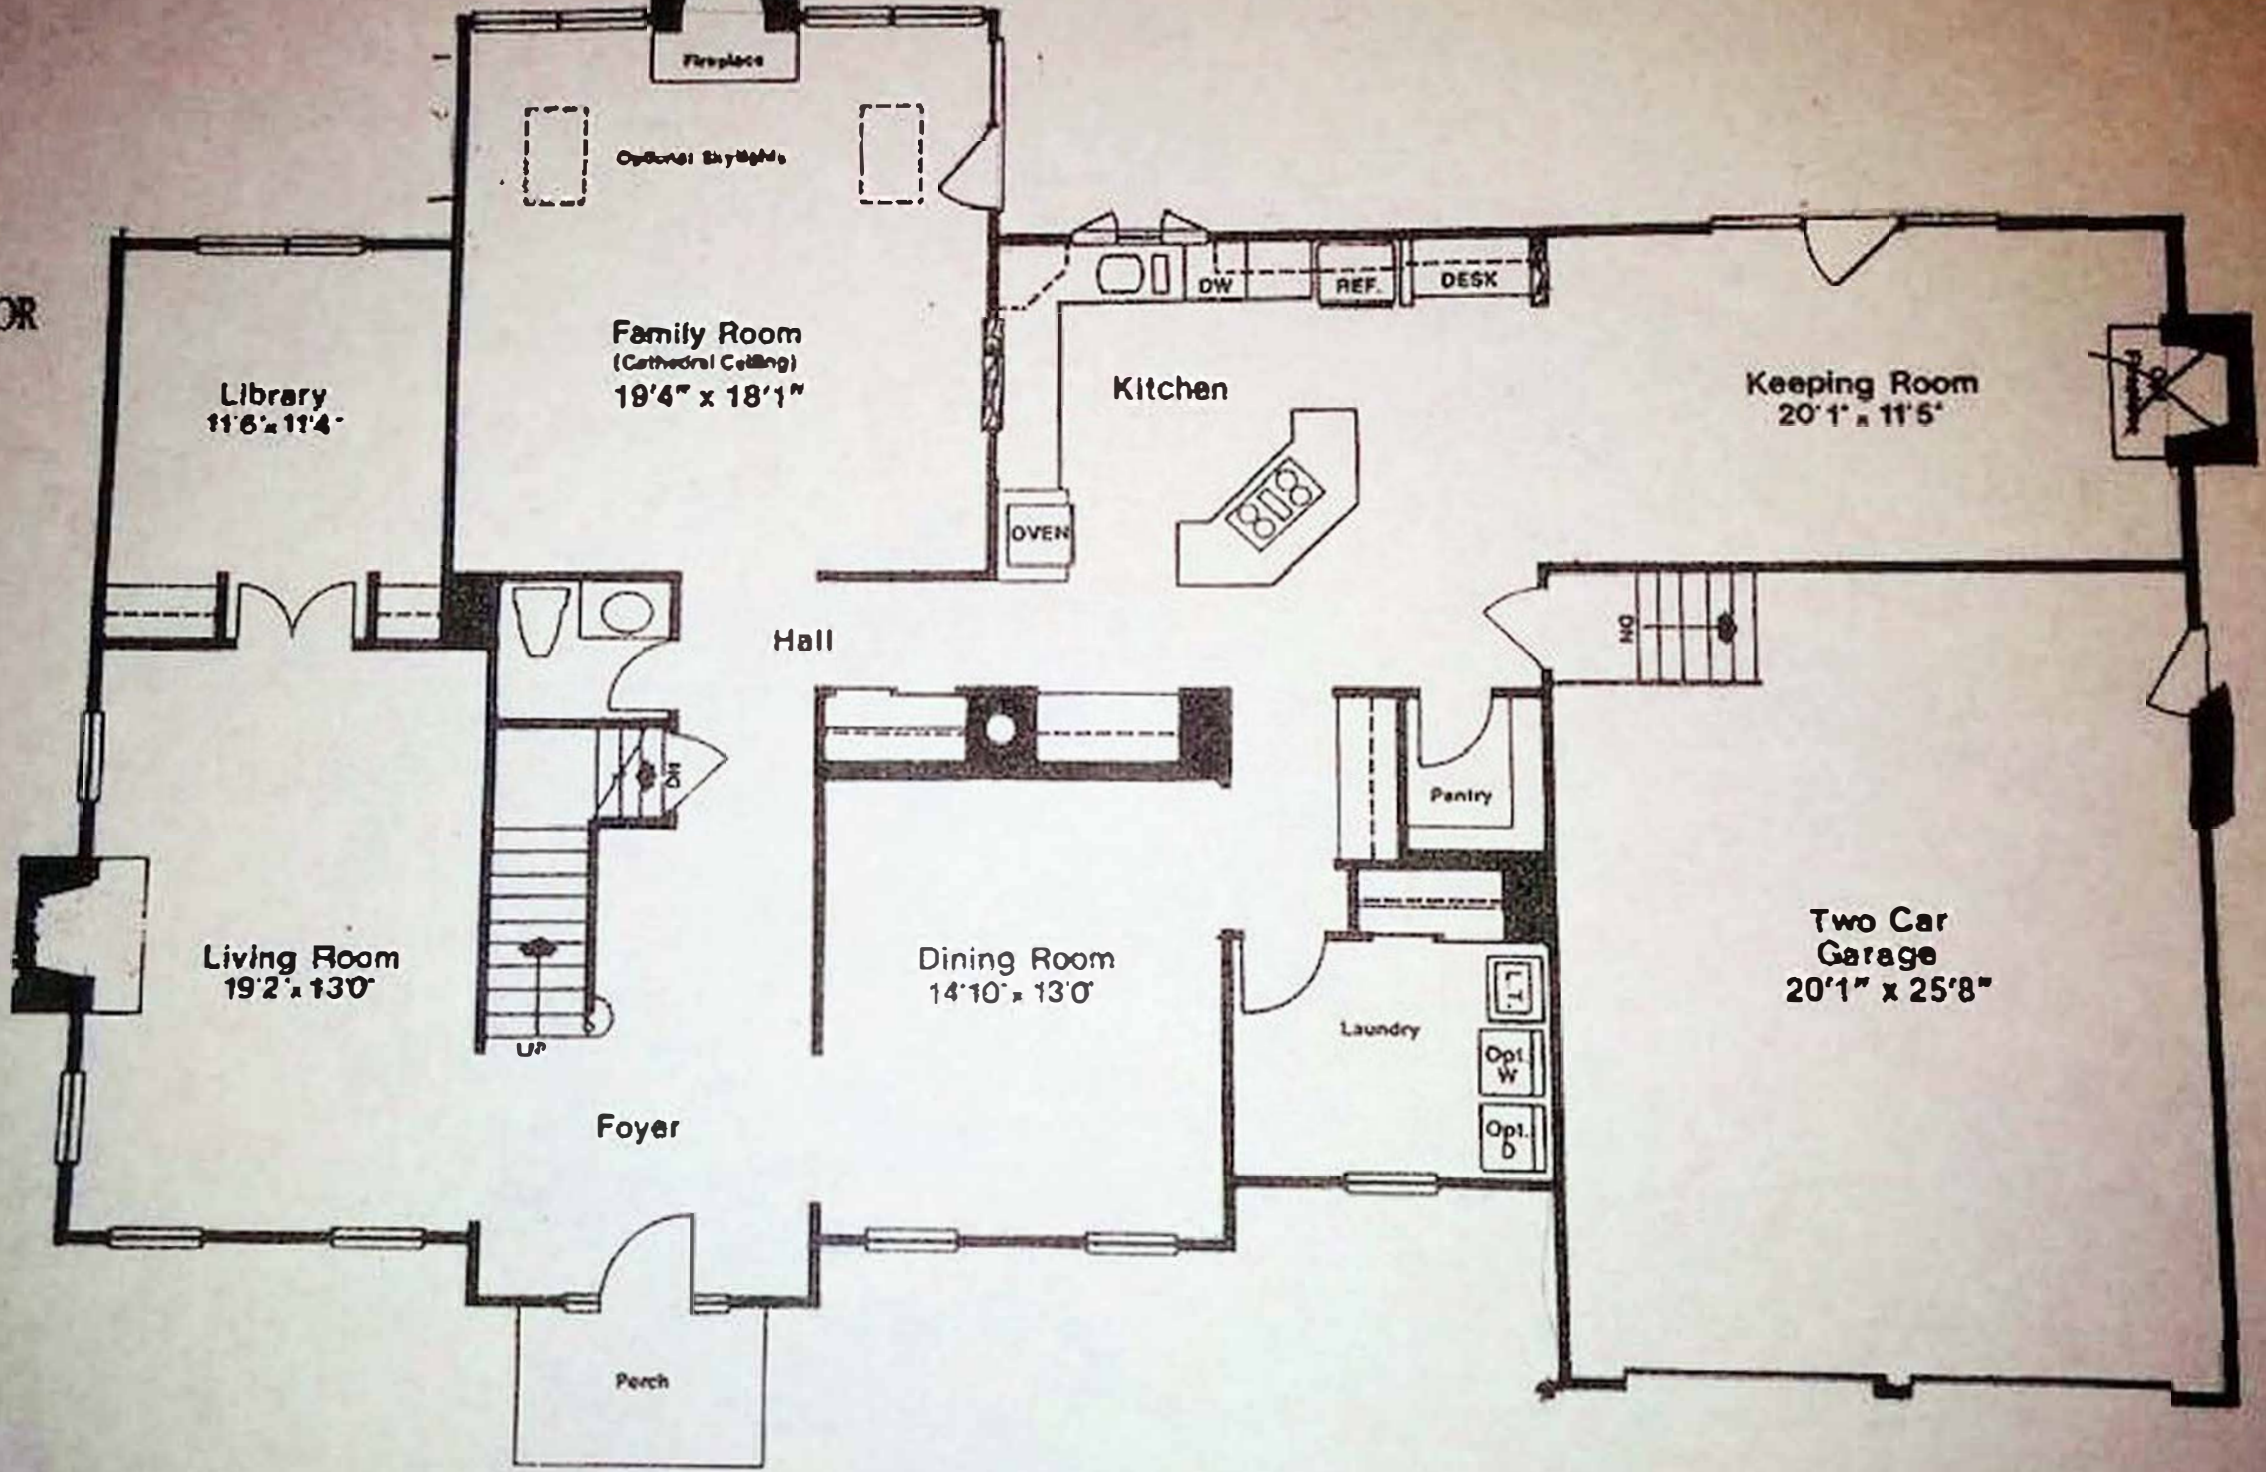 OR
Fireplace
Optional Skylights
Family Room
(Cathedral Ceiling)
19'4" x 18'1"
Library
11'6" x 11'4"
DW
REF.
DESK
Kitchen
OVEN
Keeping Room
20'1" x 11'5"
Hall
DN
DN
Pantry
Living Room
19'2" x 13'0"
UP
Dining Room
14'10" x 13'0"
Laundry
L.T.
Opt.
W
Opt.
D
Two Car
Garage
20'1" x 25'8"
Foyer
Porch